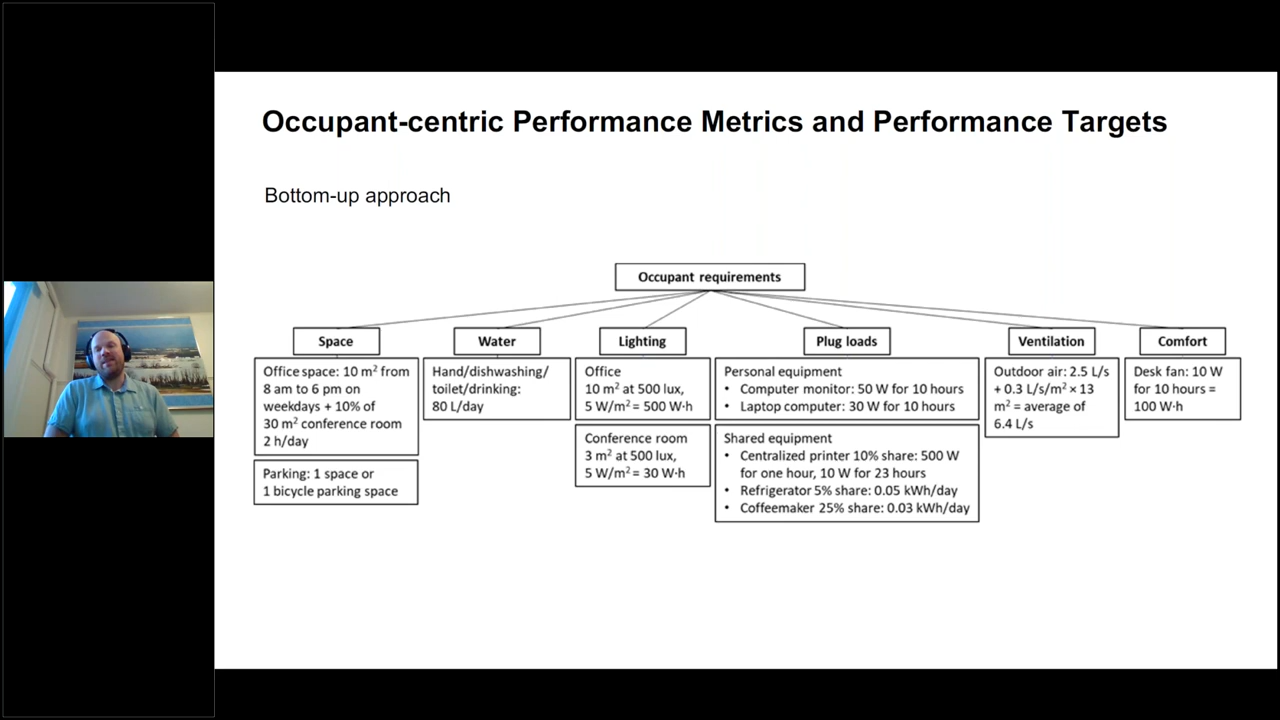 Occupant-centric Performance Metrics and Performance Targets
Bottom-up approach
Occupant requirements
Space
Office space: 10 m² from
8 am to 6 pm on
weekdays + 10% of
30 m² conference room
2 h/day
Parking: 1 space or
1 bicycle parking space
Water
Hand/dishwashing/
toilet/drinking:
80 L/day
Lighting
Office
10 m² at 500 lux,
5 W/m² = 500 W·h
Conference room
3 m² at 500 lux,
5 W/m² = 30 W·h
Plug loads
Personal equipment
• Computer monitor: 50 W for 10 hours
• Laptop computer: 30 W for 10 hours
Shared equipment
• Centralized printer 10% share: 500 W
for one hour, 10 W for 23 hours
• Refrigerator 5% share: 0.05 kWh/day
• Coffeemaker 25% share: 0.03 kWh/day
Ventilation
Outdoor air: 2.5 L/s
+ 0.3 L/s/m² × 13
m² = average of
6.4 L/s
Comfort
Desk fan: 10 W
for 10 hours =
100 W·h